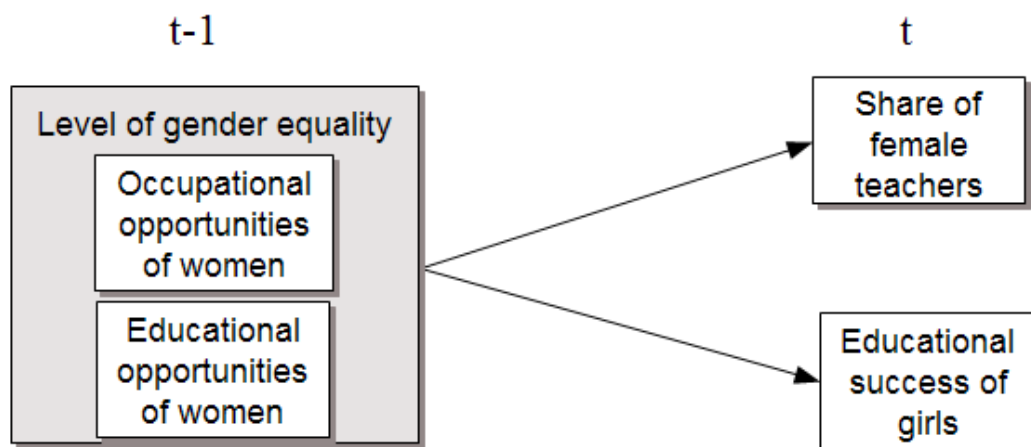 t-1
t
Level of gender equality
Occupational
opportunities
of women
Educational
opportunities
of women
Share of
female
teachers
Educational
success of
girls